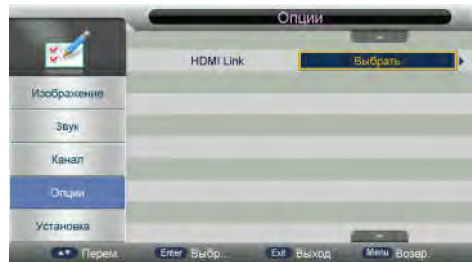 Опции
HDMI Link
Выбрать
Изображение
Звук
Канал
Опции
Установка
Перем.
Enter Выбр..
Exit Выход
Menu Возвр.